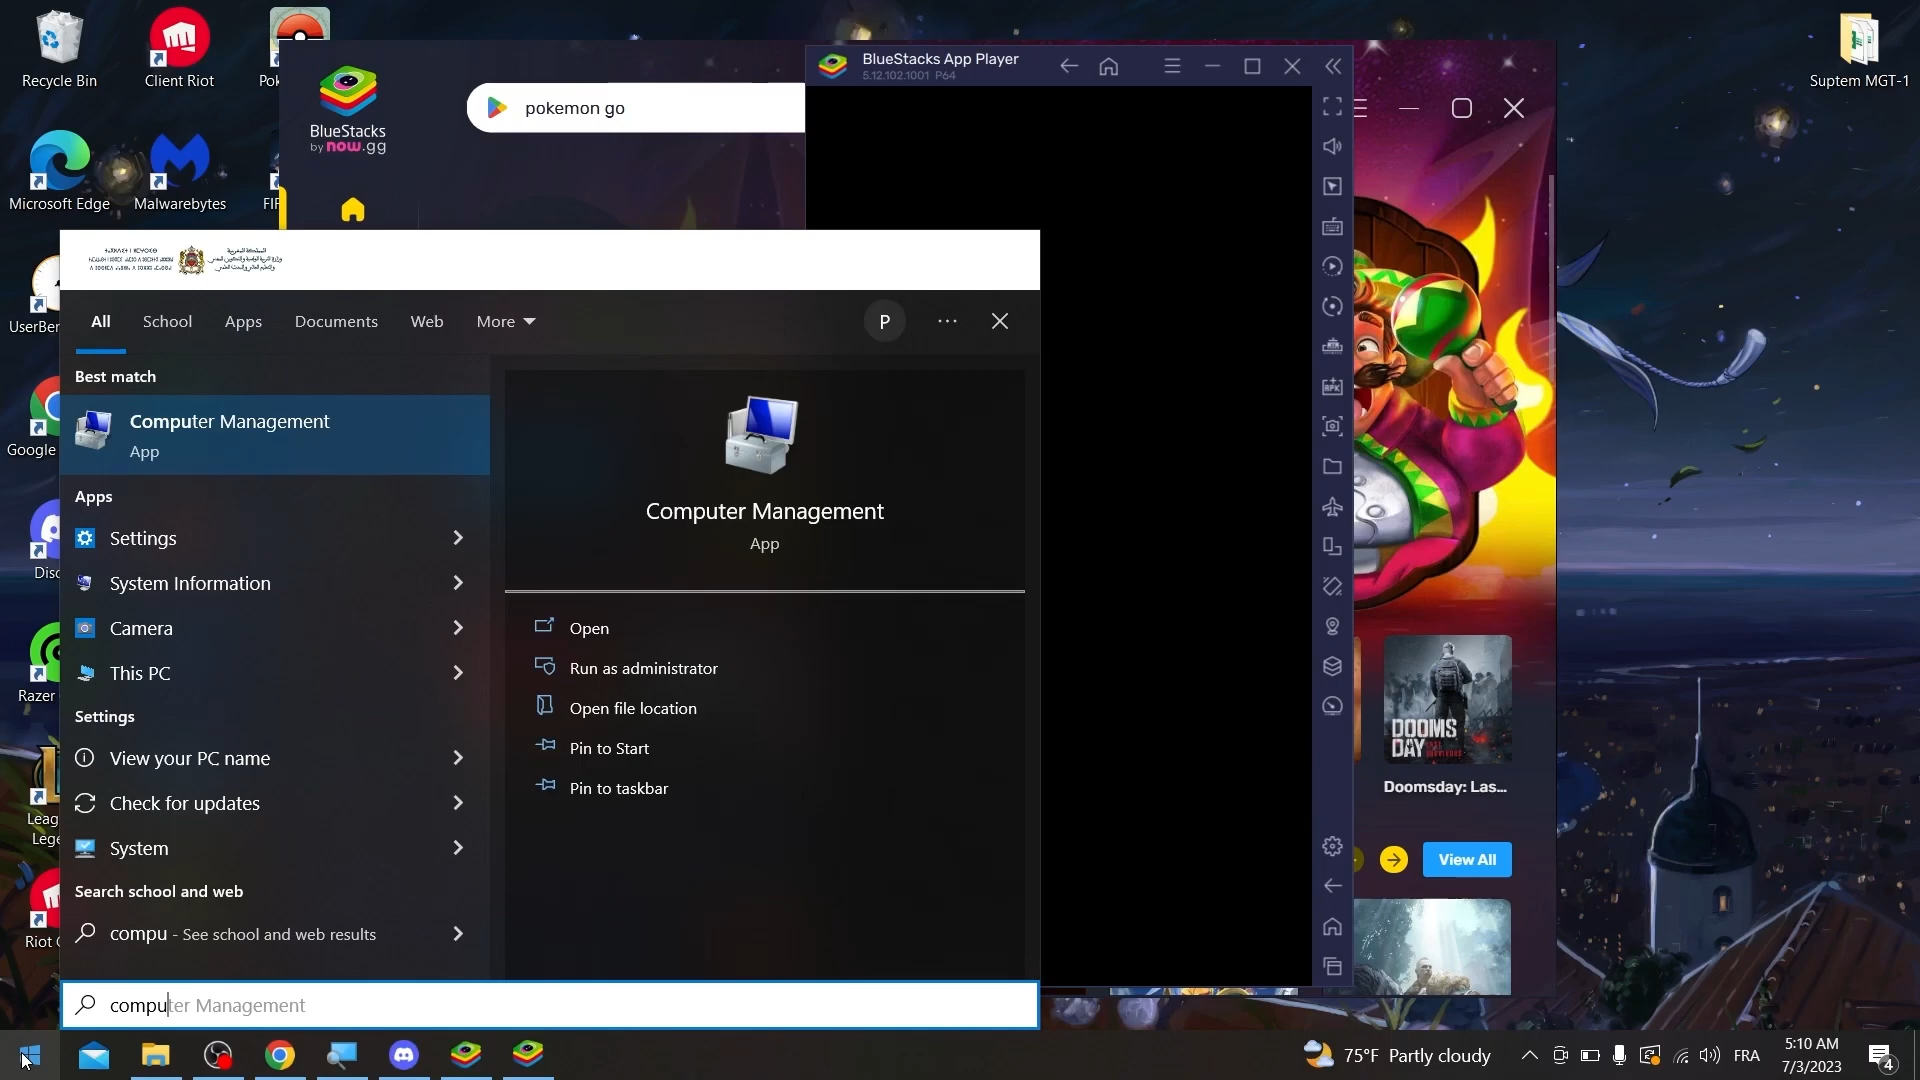 Recycle Bin
Client Riot
Pok
Suptem MGT-1
BlueStacks
by now.gg
pokemon go
BlueStacks App Player
5.12.102.1001 P64
Microsoft Edge
Malwarebytes
FIF
المملكة المغربية
UserBen
All
School
Apps
Documents
Web
More
P
Best match
Computer Management
App
Apps
Settings
System Information
Camera
This PC
Settings
View your PC name
Check for updates
System
Search school and web
compu - See school and web results
Computer Management
App
Open
Run as administrator
Open file location
Pin to Start
Pin to taskbar
Google
Disc
Razer
Leag
Lege
Riot
APK
DOOMS
DAY
Doomsday: Las...
View All
computer Management
75°F Partly cloudy
FRA
5:10 AM
7/3/2023
4